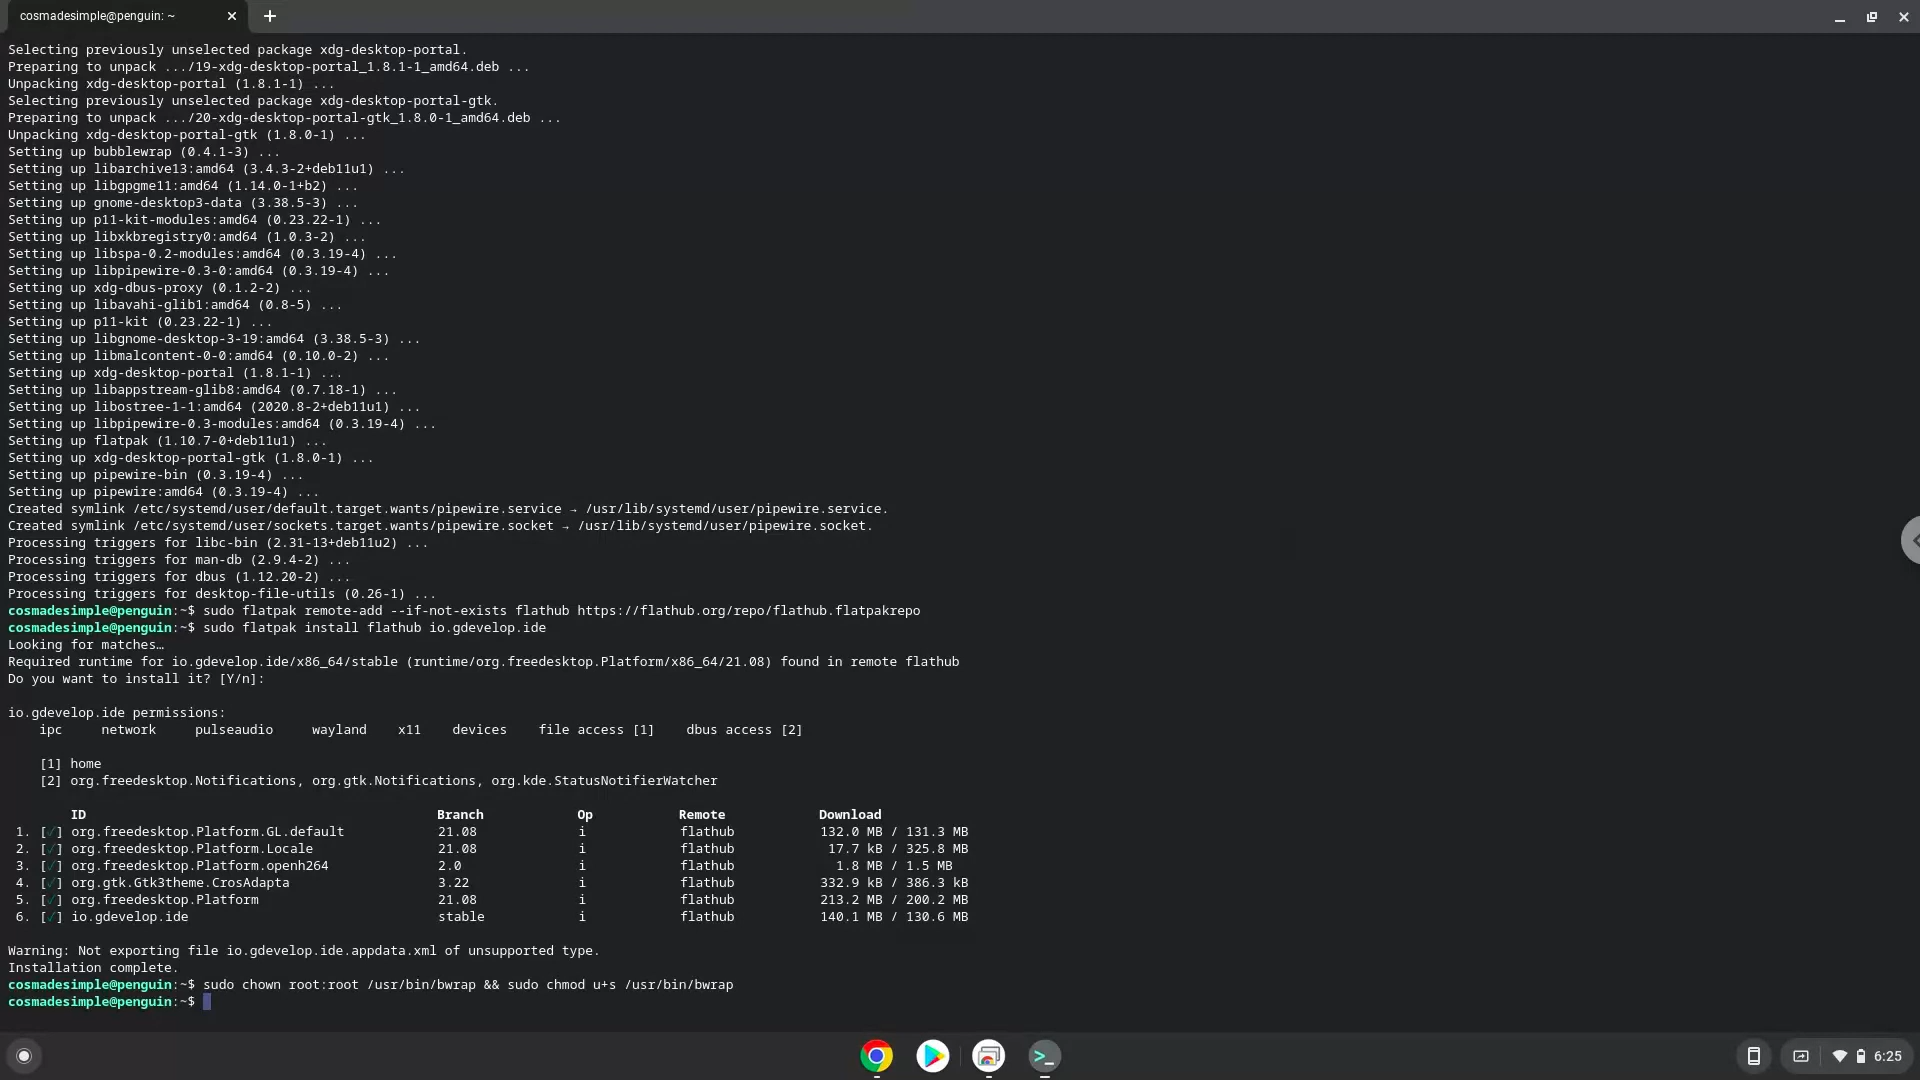 cosmadesimple@penguin: ~
Selecting previously unselected package xdg-desktop-portal.
Preparing to unpack .../19-xdg-desktop-portal_1.8.1-1_amd64.deb ...
Unpacking xdg-desktop-portal (1.8.1-1) ...
Selecting previously unselected package xdg-desktop-portal-gtk.
Preparing to unpack .../20-xdg-desktop-portal-gtk_1.8.0-1_amd64.deb ...
Unpacking xdg-desktop-portal-gtk (1.8.0-1) ...
Setting up bubblewrap (0.4.1-3) ...
Setting up libarchive13:amd64 (3.4.3-2+deb11u1) ...
Setting up libgpgme11:amd64 (1.14.0-1+b2) ...
Setting up gnome-desktop3-data (3.38.5-3) ...
Setting up p11-kit-modules:amd64 (0.23.22-1) ...
Setting up libxkbregistry0:amd64 (1.0.3-2) ...
Setting up libspa-0.2-modules:amd64 (0.3.19-4) ...
Setting up libpipewire-0.3-0:amd64 (0.3.19-4) ...
Setting up xdg-dbus-proxy (0.1.2-2) ...
Setting up libavahi-glib1:amd64 (0.8-5) ...
Setting up p11-kit (0.23.22-1) ...
Setting up libgnome-desktop-3-19:amd64 (3.38.5-3) ...
Setting up libmalcontent-0-0:amd64 (0.10.0-2) ...
Setting up xdg-desktop-portal (1.8.1-1) ...
Setting up libappstream-glib8:amd64 (0.7.18-1) ...
Setting up libostree-1-1:amd64 (2020.8-2+deb11u1) ...
Setting up libpipewire-0.3-modules:amd64 (0.3.19-4) ...
Setting up flatpak (1.10.7-0+deb11u1) ...
Setting up xdg-desktop-portal-gtk (1.8.0-1) ...
Setting up pipewire-bin (0.3.19-4) ...
Setting up pipewire:amd64 (0.3.19-4) ...
Created symlink /etc/systemd/user/default.target.wants/pipewire.service → /usr/lib/systemd/user/pipewire.service.
Created symlink /etc/systemd/user/sockets.target.wants/pipewire.socket → /usr/lib/systemd/user/pipewire.socket.
Processing triggers for libc-bin (2.31-13+deb11u2) ...
Processing triggers for man-db (2.9.4-2) ...
Processing triggers for dbus (1.12.20-2) ...
Processing triggers for desktop-file-utils (0.26-1) ...
cosmadesimple@penguin:~$ sudo flatpak remote-add --if-not-exists flathub https://flathub.org/repo/flathub.flatpakrepo
cosmadesimple@penguin:~$ sudo flatpak install flathub io.gdevelop.ide
Looking for matches…
Required runtime for io.gdevelop.ide/x86_64/stable (runtime/org.freedesktop.Platform/x86_64/21.08) found in remote flathub
Do you want to install it? [Y/n]:
io.gdevelop.ide permissions:
ipc network pulseaudio wayland x11 devices file access [1] dbus access [2]
[1] home
[2] org.freedesktop.Notifications, org.gtk.Notifications, org.kde.StatusNotifierWatcher
ID Branch Op Remote Download
1. [✓] org.freedesktop.Platform.GL.default 21.08 i flathub 132.0 MB / 131.3 MB
2. [✓] org.freedesktop.Platform.Locale 21.08 i flathub 17.7 kB / 325.8 MB
3. [✓] org.freedesktop.Platform.openh264 2.0 i flathub 1.8 MB / 1.5 MB
4. [✓] org.gtk.Gtk3theme.CrosAdapta 3.22 i flathub 332.9 kB / 386.3 kB
5. [✓] org.freedesktop.Platform 21.08 i flathub 213.2 MB / 200.2 MB
6. [✓] io.gdevelop.ide stable i flathub 140.1 MB / 130.6 MB
Warning: Not exporting file io.gdevelop.ide.appdata.xml of unsupported type.
Installation complete.
cosmadesimple@penguin:~$ sudo chown root:root /usr/bin/bwrap && sudo chmod u+s /usr/bin/bwrap
cosmadesimple@penguin:~$
6:25